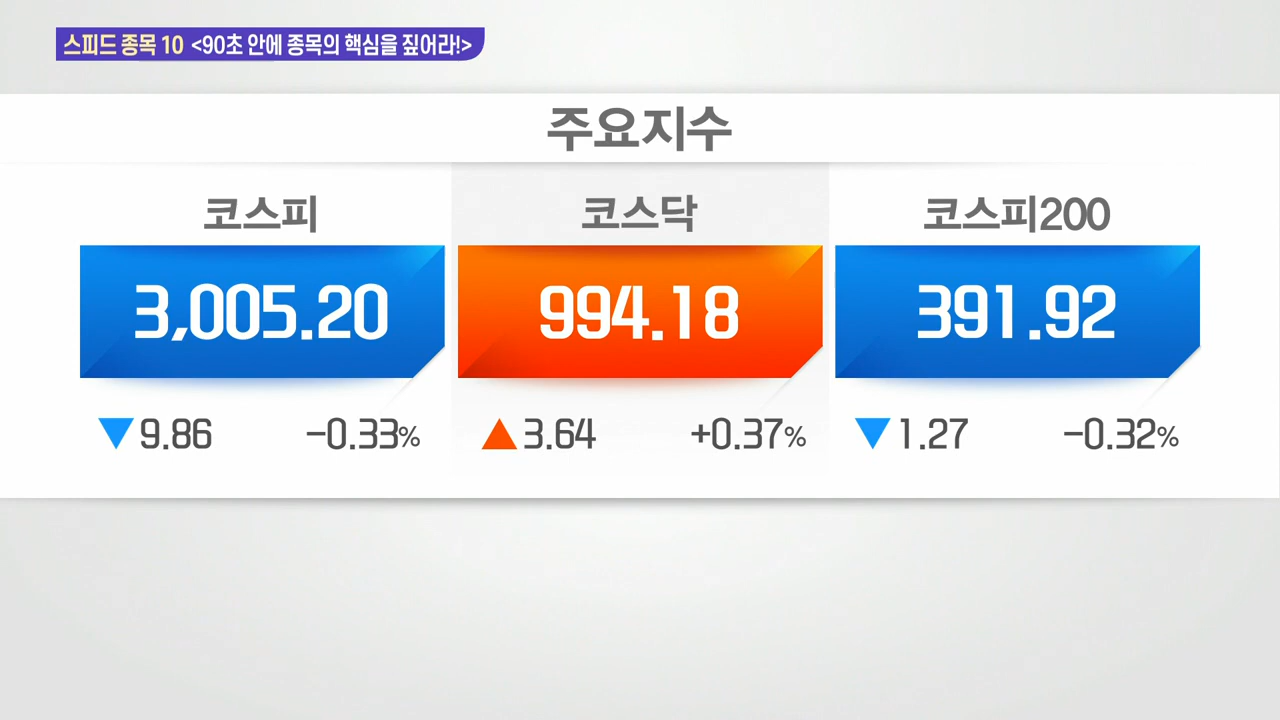 스피드 종목 10 <90초 안에 종목의 핵심을 짚어라!>
주요지수
코스피
3,005.20
▼ 9.86 -0.33%
코스닥
994.18
▲ 3.64 +0.37%
코스피200
391.92
▼ 1.27 -0.32%